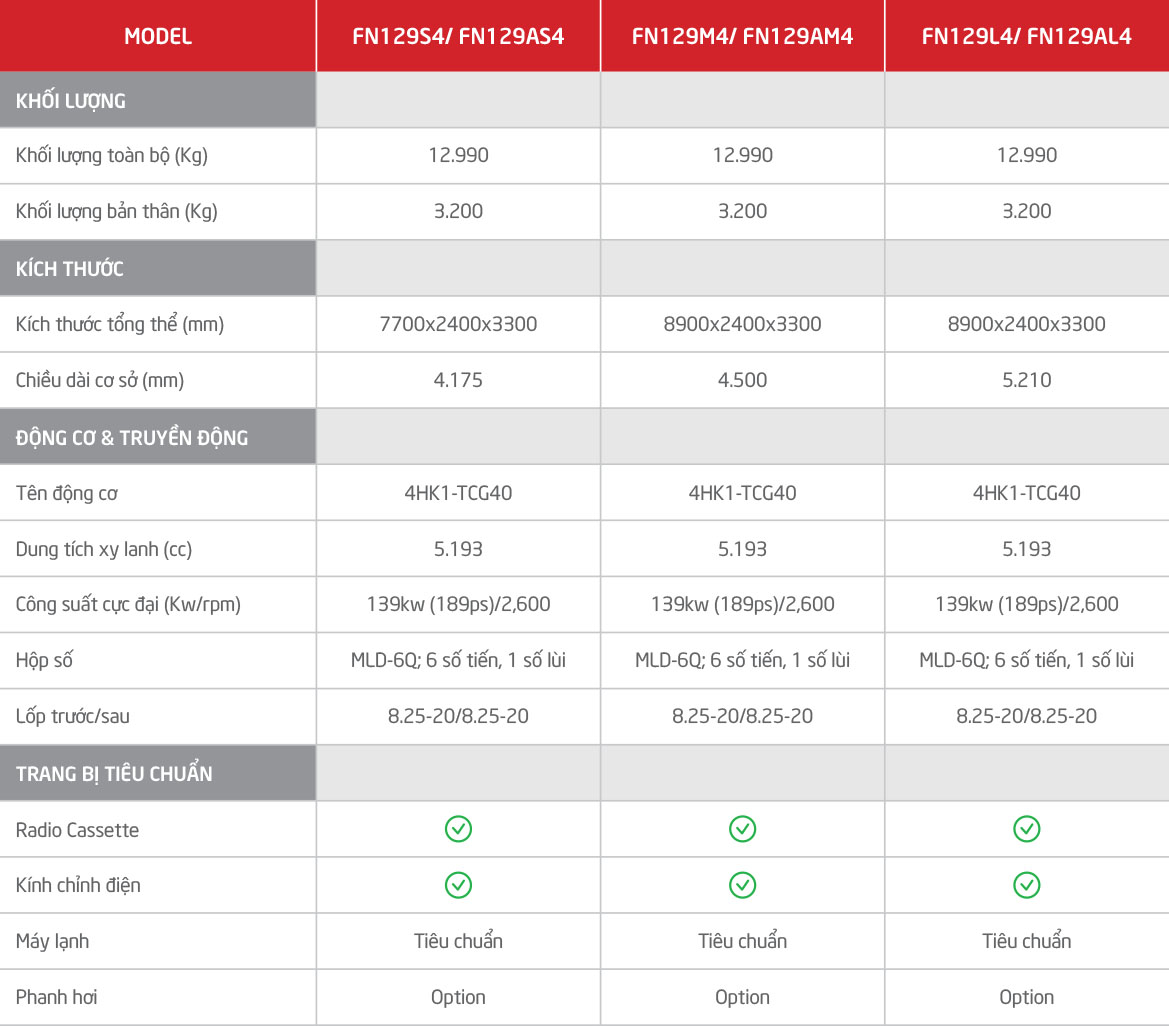 MODEL FN129S4/ FN129AS4 FN129M4/ FN129AM4 FN129L4/ FN129AL4
KHỐI LƯỢNG
Khối lượng toàn bộ (Kg) 12.990 12.990 12.990
Khối lượng bản thân (Kg) 3.200 3.200 3.200
KÍCH THƯỚC
Kích thước tổng thể (mm) 7700x2400x3300 8900x2400x3300 8900x2400x3300
Chiều dài cơ sở (mm) 4.175 4.500 5.210
ĐỘNG CƠ & TRUYỀN ĐỘNG
Tên động cơ 4HK1-TCG40 4HK1-TCG40 4HK1-TCG40
Dung tích xy lanh (cc) 5.193 5.193 5.193
Công suất cực đại (Kw/rpm) 139kw (189ps)/2,600 139kw (189ps)/2,600 139kw (189ps)/2,600
Hộp số MLD-6Q; 6 số tiến, 1 số lùi MLD-6Q; 6 số tiến, 1 số lùi MLD-6Q; 6 số tiến, 1 số lùi
Lốp trước/sau 8.25-20/8.25-20 8.25-20/8.25-20 8.25-20/8.25-20
TRANG BỊ TIÊU CHUẨN
Radio Cassette
Kính chỉnh điện
Máy lạnh Tiêu chuẩn Tiêu chuẩn Tiêu chuẩn
Phanh hơi Option Option Option